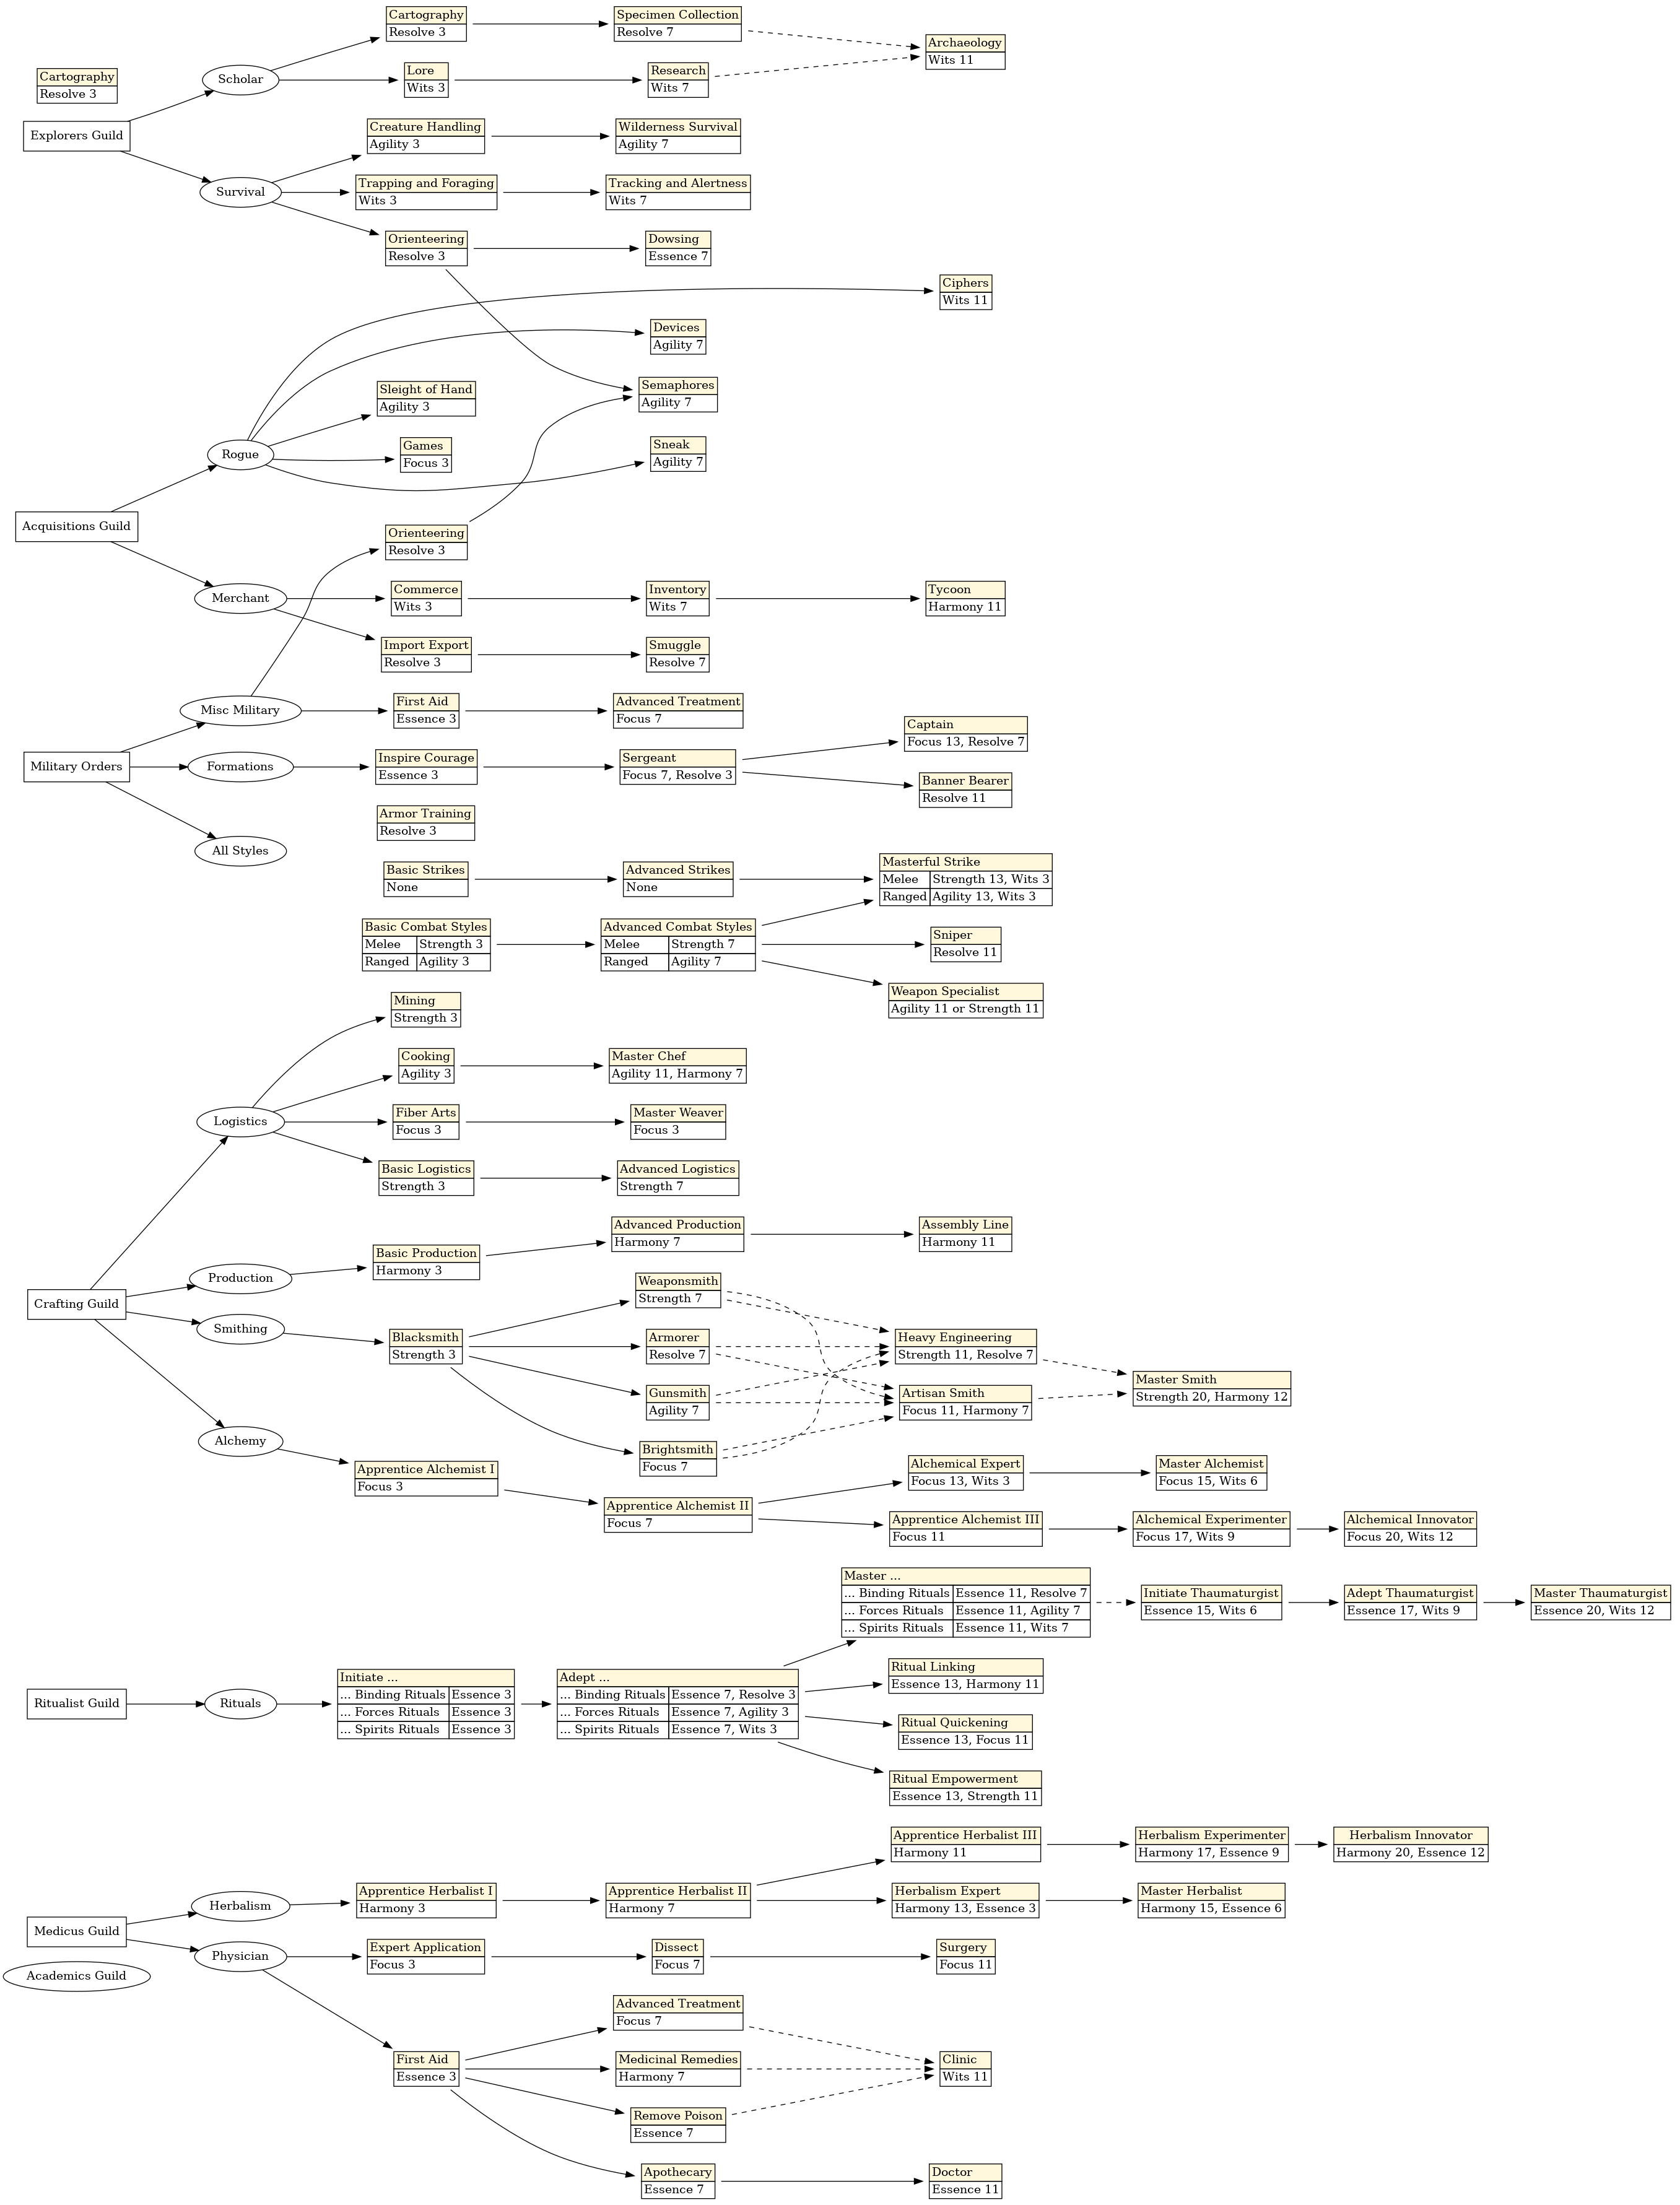 Cartography
Resolve 3
Explorers Guild
Scholar
Cartography
Resolve 3
Specimen Collection
Resolve 7
Archaeology
Wits 11
Lore
Wits 3
Research
Wits 7
Survival
Creature Handling
Agility 3
Wilderness Survival
Agility 7
Trapping and Foraging
Wits 3
Tracking and Alertness
Wits 7
Orienteering
Resolve 3
Dowsing
Essence 7
Ciphers
Wits 11
Devices
Agility 7
Semaphores
Agility 7
Sleight of Hand
Agility 3
Games
Focus 3
Sneak
Agility 7
Rogue
Acquisitions Guild
Orienteering
Resolve 3
Merchant
Commerce
Wits 3
Inventory
Wits 7
Tycoon
Harmony 11
Import Export
Resolve 3
Smuggle
Resolve 7
Misc Military
First Aid
Essence 3
Advanced Treatment
Focus 7
Military Orders
Formations
Inspire Courage
Essence 3
Sergeant
Focus 7, Resolve 3
Captain
Focus 13, Resolve 7
Banner Bearer
Resolve 11
All Styles
Armor Training
Resolve 3
Basic Strikes
None
Advanced Strikes
None
Masterful Strike
Melee Strength 13, Wits 3
Ranged Agility 13, Wits 3
Basic Combat Styles
Melee Strength 3
Ranged Agility 3
Advanced Combat Styles
Melee Strength 7
Ranged Agility 7
Sniper
Resolve 11
Weapon Specialist
Agility 11 or Strength 11
Mining
Strength 3
Cooking
Agility 3
Master Chef
Agility 11, Harmony 7
Logistics
Fiber Arts
Focus 3
Master Weaver
Focus 3
Basic Logistics
Strength 3
Advanced Logistics
Strength 7
Crafting Guild
Production
Basic Production
Harmony 3
Advanced Production
Harmony 7
Assembly Line
Harmony 11
Smithing
Blacksmith
Strength 3
Weaponsmith
Strength 7
Armorer
Resolve 7
Gunsmith
Agility 7
Brightsmith
Focus 7
Heavy Engineering
Strength 11, Resolve 7
Artisan Smith
Focus 11, Harmony 7
Master Smith
Strength 20, Harmony 12
Alchemy
Apprentice Alchemist I
Focus 3
Apprentice Alchemist II
Focus 7
Alchemical Expert
Focus 13, Wits 3
Master Alchemist
Focus 15, Wits 6
Apprentice Alchemist III
Focus 11
Alchemical Experimenter
Focus 17, Wits 9
Alchemical Innovator
Focus 20, Wits 12
Ritualist Guild
Rituals
Initiate ...
... Binding Rituals Essence 3
... Forces Rituals Essence 3
... Spirits Rituals Essence 3
Adept ...
... Binding Rituals Essence 7, Resolve 3
... Forces Rituals Essence 7, Agility 3
... Spirits Rituals Essence 7, Wits 3
Master ...
... Binding Rituals Essence 11, Resolve 7
... Forces Rituals Essence 11, Agility 7
... Spirits Rituals Essence 11, Wits 7
Initiate Thaumaturgist
Essence 15, Wits 6
Adept Thaumaturgist
Essence 17, Wits 9
Master Thaumaturgist
Essence 20, Wits 12
Ritual Linking
Essence 13, Harmony 11
Ritual Quickening
Essence 13, Focus 11
Ritual Empowerment
Essence 13, Strength 11
Medicus Guild
Herbalism
Apprentice Herbalist I
Harmony 3
Apprentice Herbalist II
Harmony 7
Apprentice Herbalist III
Harmony 11
Herbalism Experimenter
Harmony 17, Essence 9
Herbalism Innovator
Harmony 20, Essence 12
Herbalism Expert
Harmony 13, Essence 3
Master Herbalist
Harmony 15, Essence 6
Physician
Expert Application
Focus 3
Dissect
Focus 7
Surgery
Focus 11
Academics Guild
First Aid
Essence 3
Advanced Treatment
Focus 7
Medicinal Remedies
Harmony 7
Remove Poison
Essence 7
Clinic
Wits 11
Apothecary
Essence 7
Doctor
Essence 11